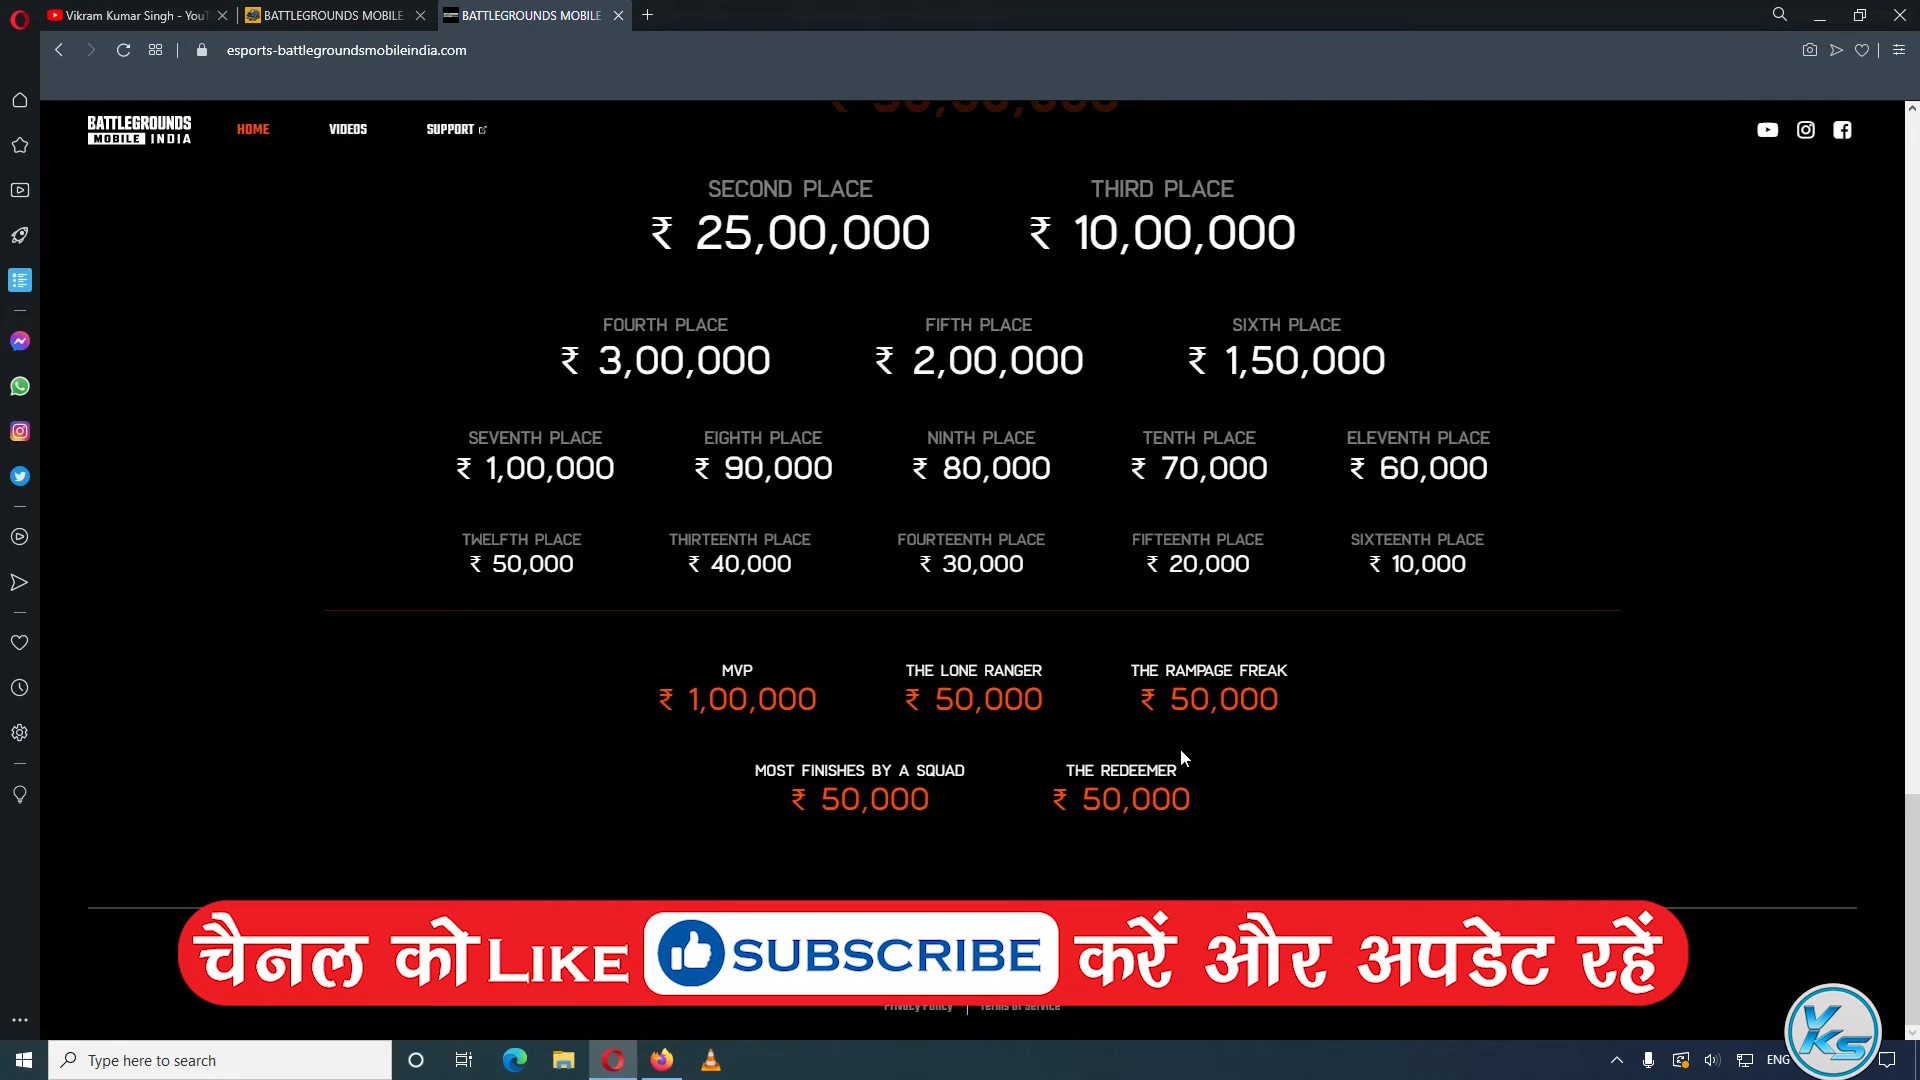 Vikram Kumar Singh - YouT
BATTLEGROUNDS MOBILE
BATTLEGROUNDS MOBILE
esports-battlegroundsmobileindia.com
BATTLEGROUNDS
MOBILE INDIA
HOME
VIDEOS
SUPPORT
SECOND PLACE
THIRD PLACE
₹ 25,00,000
₹ 10,00,000
FOURTH PLACE
FIFTH PLACE
SIXTH PLACE
₹ 3,00,000
₹ 2,00,000
₹ 1,50,000
SEVENTH PLACE
EIGHTH PLACE
NINTH PLACE
TENTH PLACE
ELEVENTH PLACE
₹ 1,00,000
₹ 90,000
₹ 80,000
₹ 70,000
₹ 60,000
TWELFTH PLACE
THIRTEENTH PLACE
FOURTEENTH PLACE
FIFTEENTH PLACE
SIXTEENTH PLACE
₹ 50,000
₹ 40,000
₹ 30,000
₹ 20,000
₹ 10,000
MVP
THE LONE RANGER
THE RAMPAGE FREAK
₹ 1,00,000
₹ 50,000
₹ 50,000
MOST FINISHES BY A SQUAD
THE REDEEMER
₹ 50,000
₹ 50,000
चैनल को LIKE SUBSCRIBE करें और अपडेट रहें
Privacy Policy
Terms of Service
Type here to search
ENG
VKS